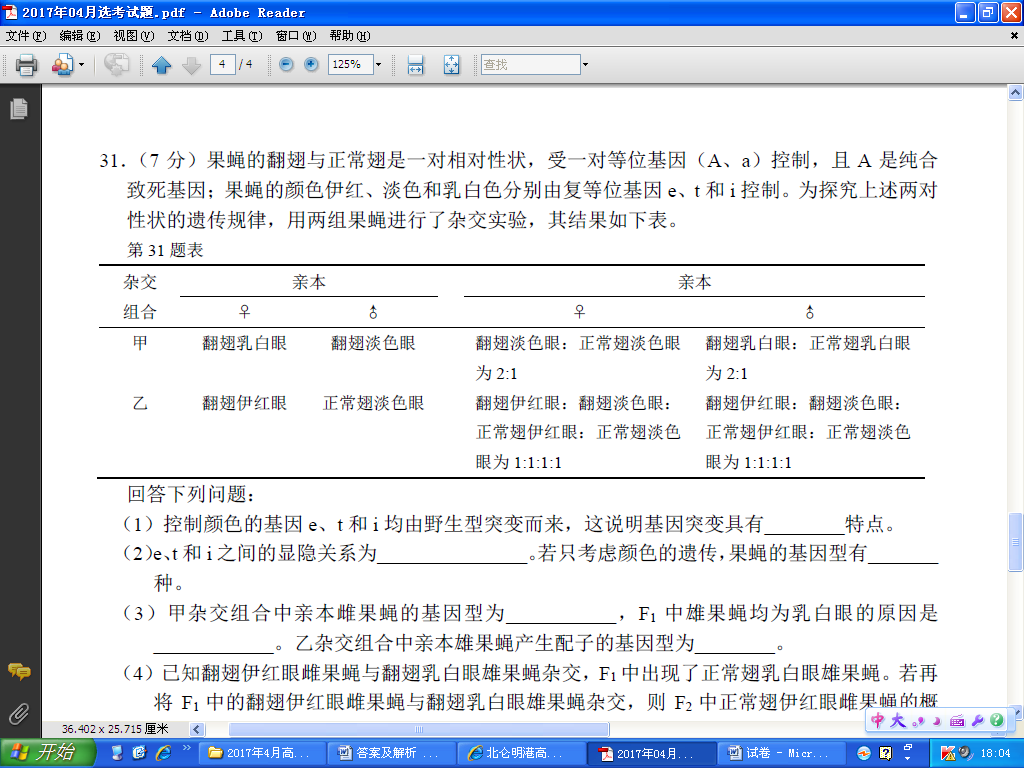 2017年04月选考试题.pdf - Adobe Reader
文件(F) 编辑(E) 视图(V) 文档(D) 工具(T) 窗口(W) 帮助(H)
4 / 4 125% 查找
31.（7 分）果蝇的翻翅与正常翅是一对相对性状，受一对等位基因（A、a）控制，且 A 是纯合
致死基因；果蝇的颜色伊红、淡色和乳白色分别由复等位基因 e、t 和 i 控制。为探究上述两对
性状的遗传规律，用两组果蝇进行了杂交实验，其结果如下表。
第 31 题表
杂交 亲本 亲本
组合 ♀ ♂ ♀ ♂
甲 翻翅乳白眼 翻翅淡色眼 翻翅淡色眼：正常翅淡色眼 翻翅乳白眼：正常翅乳白眼
为 2:1 为 2:1
乙 翻翅伊红眼 正常翅淡色眼 翻翅伊红眼：翻翅淡色眼： 翻翅伊红眼：翻翅淡色眼：
正常翅伊红眼：正常翅淡色 正常翅伊红眼：正常翅淡色
眼为 1:1:1:1 眼为 1:1:1:1
回答下列问题：
（1）控制颜色的基因 e、t 和 i 均由野生型突变而来，这说明基因突变具有________特点。
（2）e、t 和 i 之间的显隐关系为_______________。若只考虑颜色的遗传，果蝇的基因型有_______
种。
（3）甲杂交组合中亲本雌果蝇的基因型为___________，F1 中雄果蝇均为乳白眼的原因是
____________。乙杂交组合中亲本雄果蝇产生配子的基因型为________。
（4）已知翻翅伊红眼雌果蝇与翻翅乳白眼雄果蝇杂交，F1 中出现了正常翅乳白眼雄果蝇。若再
将 F1 中的翻翅伊红眼雌果蝇与翻翅乳白眼雄果蝇杂交，则 F2 中正常翅伊红眼雌果蝇的概
36.402 x 25.715 厘米
中 大
开始 2017年4月高... 答案及解析 ... 北仑明港高... 2017年04月... 试卷 - Micr... 18:04